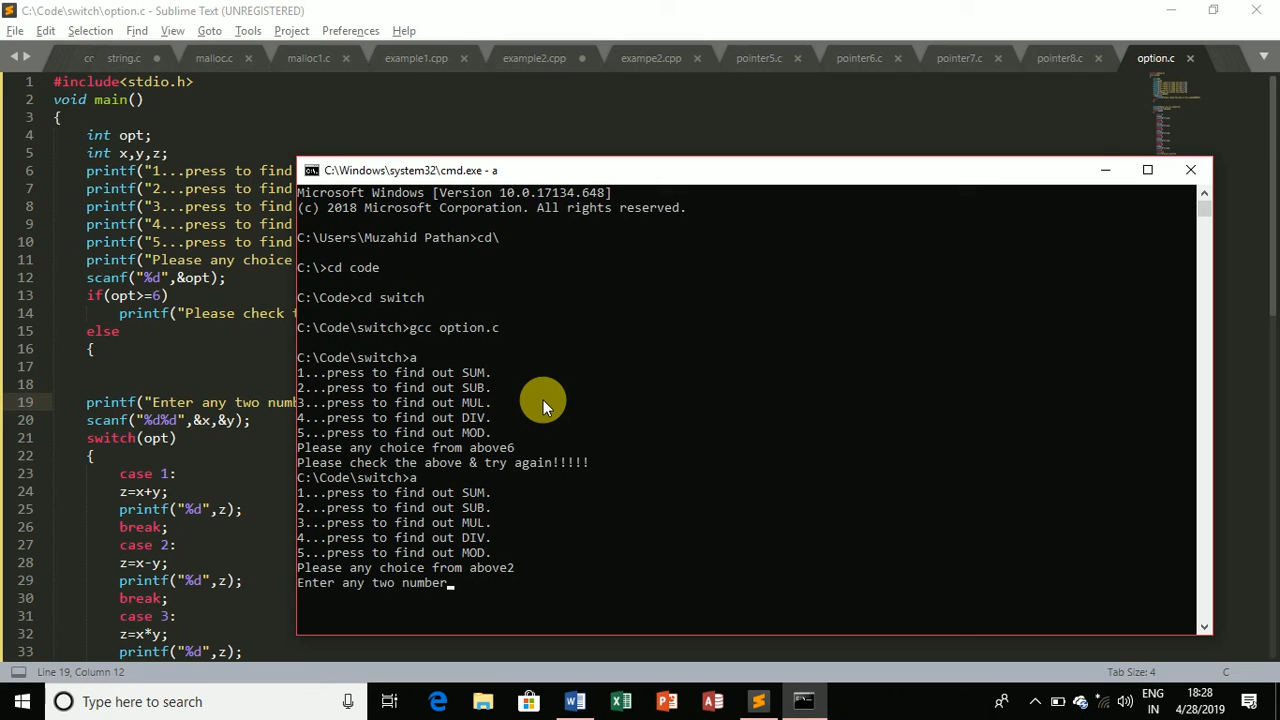 C:\Code\switch\option.c - Sublime Text (UNREGISTERED)
File Edit Selection Find View Goto Tools Project Preferences Help
cc string.c malloc.c malloc1.c example1.cpp example2.cpp exampe2.cpp pointer5.c pointer6.c pointer7.c pointer8.c option.c
1 #include<stdio.h>
2 void main()
3 {
4 int opt;
5 int x,y,z;
6 printf("1...press to find
7 printf("2...press to find
8 printf("3...press to find
9 printf("4...press to find
10 printf("5...press to find
11 printf("Please any choice
12 scanf("%d",&opt);
13 if(opt>=6)
14 printf("Please check
15 else
16 {
17
18
19 printf("Enter any two numb
20 scanf("%d%d",&x,&y);
21 switch(opt)
22 {
23 case 1:
24 z=x+y;
25 printf("%d",z);
26 break;
27 case 2:
28 z=x-y;
29 printf("%d",z);
30 break;
31 case 3:
32 z=x*y;
33 printf("%d",z);
C:\Windows\system32\cmd.exe - a
Microsoft Windows [Version 10.0.17134.648]
(c) 2018 Microsoft Corporation. All rights reserved.
C:\Users\Muzahid Pathan>cd\
C:\>cd code
C:\Code>cd switch
C:\Code\switch>gcc option.c
C:\Code\switch>a
1...press to find out SUM.
2...press to find out SUB.
3...press to find out MUL.
4...press to find out DIV.
5...press to find out MOD.
Please any choice from above6
Please check the above & try again!!!!!
C:\Code\switch>a
1...press to find out SUM.
2...press to find out SUB.
3...press to find out MUL.
4...press to find out DIV.
5...press to find out MOD.
Please any choice from above2
Enter any two number_
Line 19, Column 12 Tab Size: 4 C
Type here to search
ENG
IN
18:28
4/28/2019